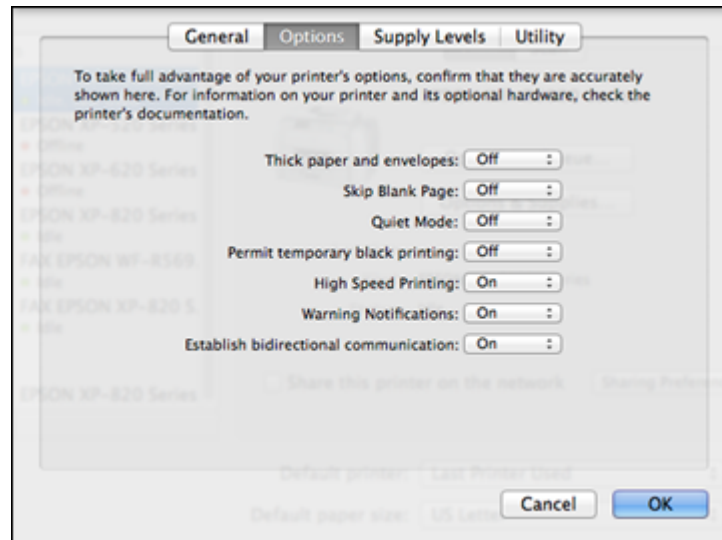 General Options Supply Levels Utility
To take full advantage of your printer's options, confirm that they are accurately
shown here. For information on your printer and its optional hardware, check the
printer's documentation.
EPSON XP-320 Series
Offline
EPSON XP-620 Series
Offline
EPSON XP-820 Series
Idle
FAX EPSON WF-R569.
Idle
FAX EPSON XP-820 S.
Idle
EPSON XP-820 Series
Thick paper and envelopes: Off
Skip Blank Page: Off
Quiet Mode: Off
Permit temporary black printing: Off
High Speed Printing: On
Warning Notifications: On
Establish bidirectional communication: On
Share this printer on the network Sharing Preferen
Default printer: Last Printer Used
Default paper size: US Lette
Cancel OK